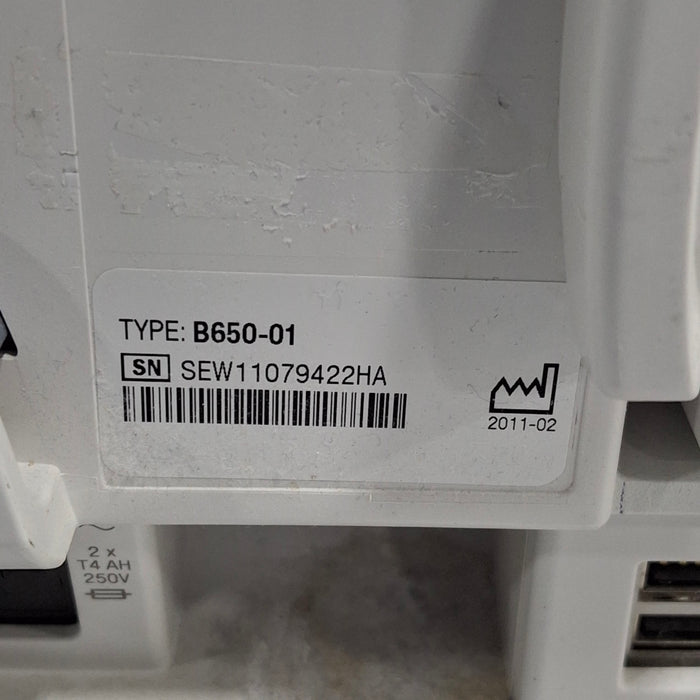 TYPE: B650-01
SN SEW11079422HA
2011-02
2 x
T4 AH
250V